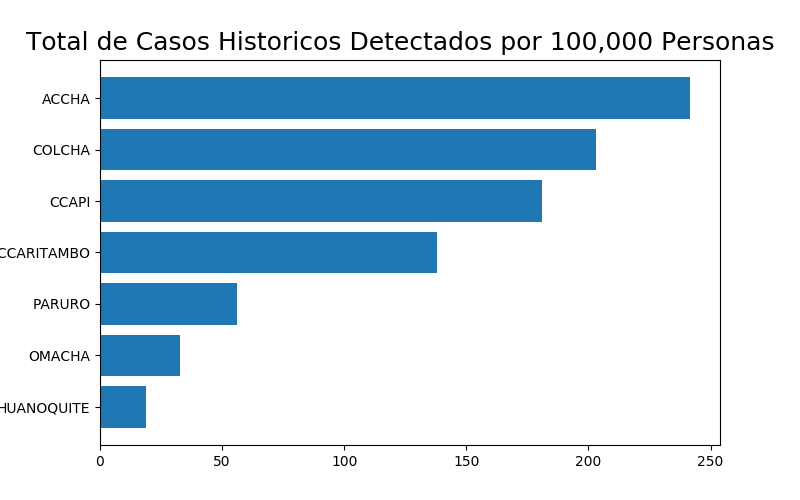 Total de Casos Historicos Detectados por 100,000 Personas
ACCHA
COLCHA
CCAPI
CCARITAMBO
PARURO
OMACHA
HUANOQUITE
0 50 100 150 200 250